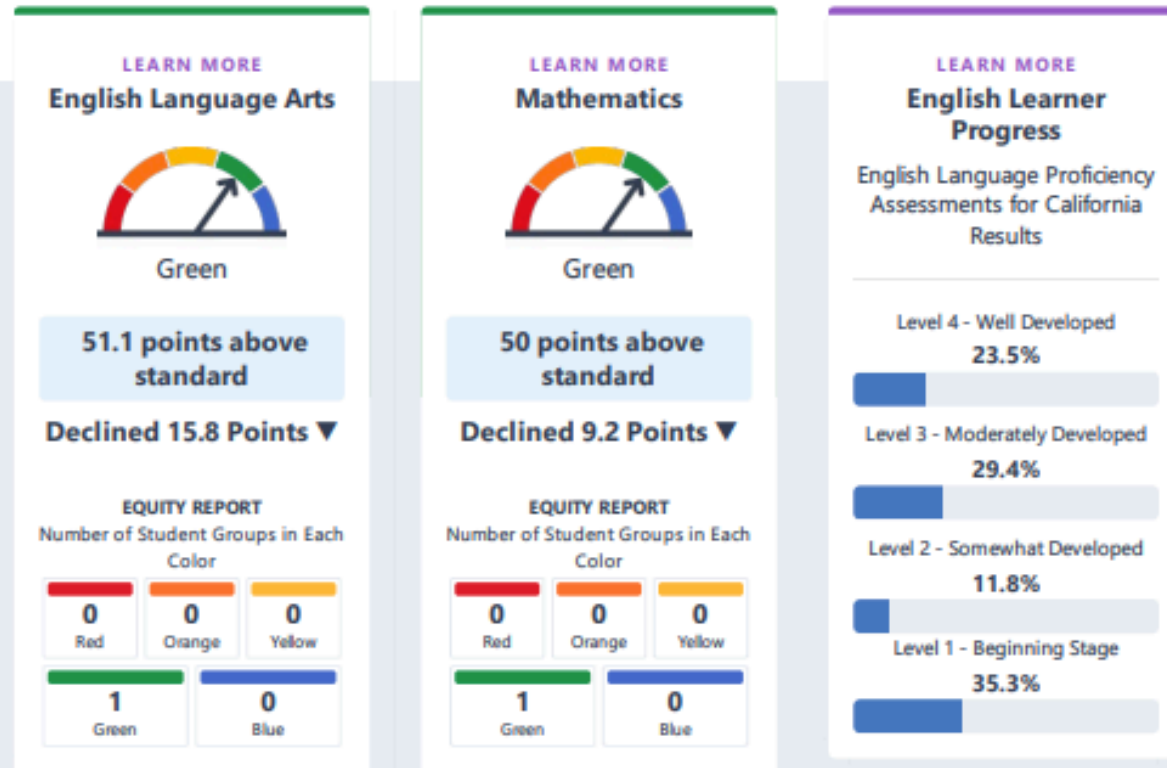 LEARN MORE
English Language Arts
Green
51.1 points above
standard
Declined 15.8 Points ▼
EQUITY REPORT
Number of Student Groups in Each
Color
0
Red
0
Orange
0
Yellow
1
Green
0
Blue
LEARN MORE
Mathematics
Green
50 points above
standard
Declined 9.2 Points ▼
EQUITY REPORT
Number of Student Groups in Each
Color
0
Red
0
Orange
0
Yellow
1
Green
0
Blue
LEARN MORE
English Learner
Progress
English Language Proficiency
Assessments for California
Results
Level 4 - Well Developed
23.5%
Level 3 - Moderately Developed
29.4%
Level 2 - Somewhat Developed
11.8%
Level 1 - Beginning Stage
35.3%